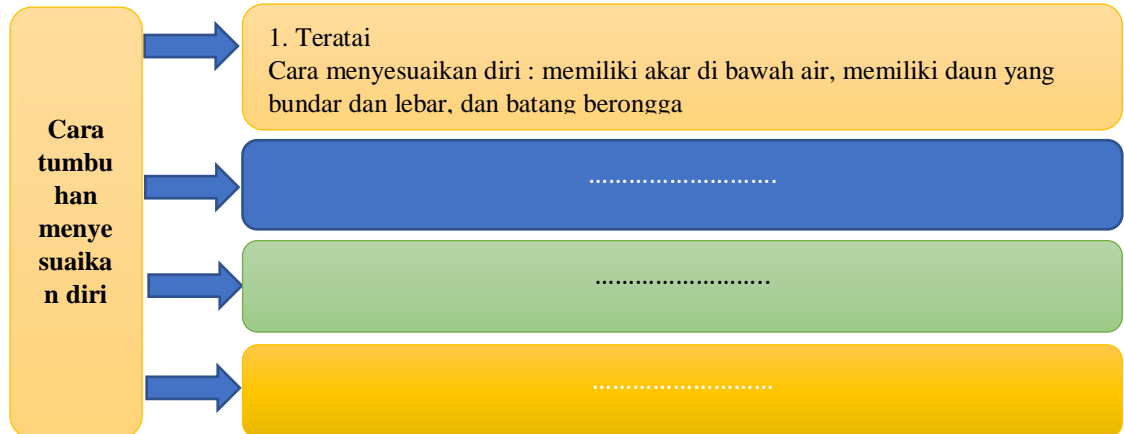 Cara
tumbu
han
menye
suaika
n diri
1. Teratai
Cara menyesuaikan diri : memiliki akar di bawah air, memiliki daun yang
bundar dan lebar, dan batang berongga
……………………….
……………………..
………………………